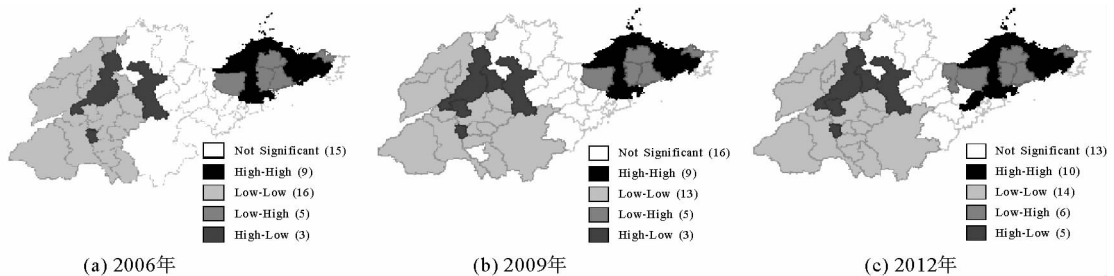 Not Significant (15)
High-High (9)
Low-Low (16)
Low-High (5)
High-Low (3)
(a) 2006年
Not Significant (16)
High-High (9)
Low-Low (13)
Low-High (5)
High-Low (3)
(b) 2009年
Not Significant (13)
High-High (10)
Low-Low (14)
Low-High (6)
High-Low (5)
(c) 2012年